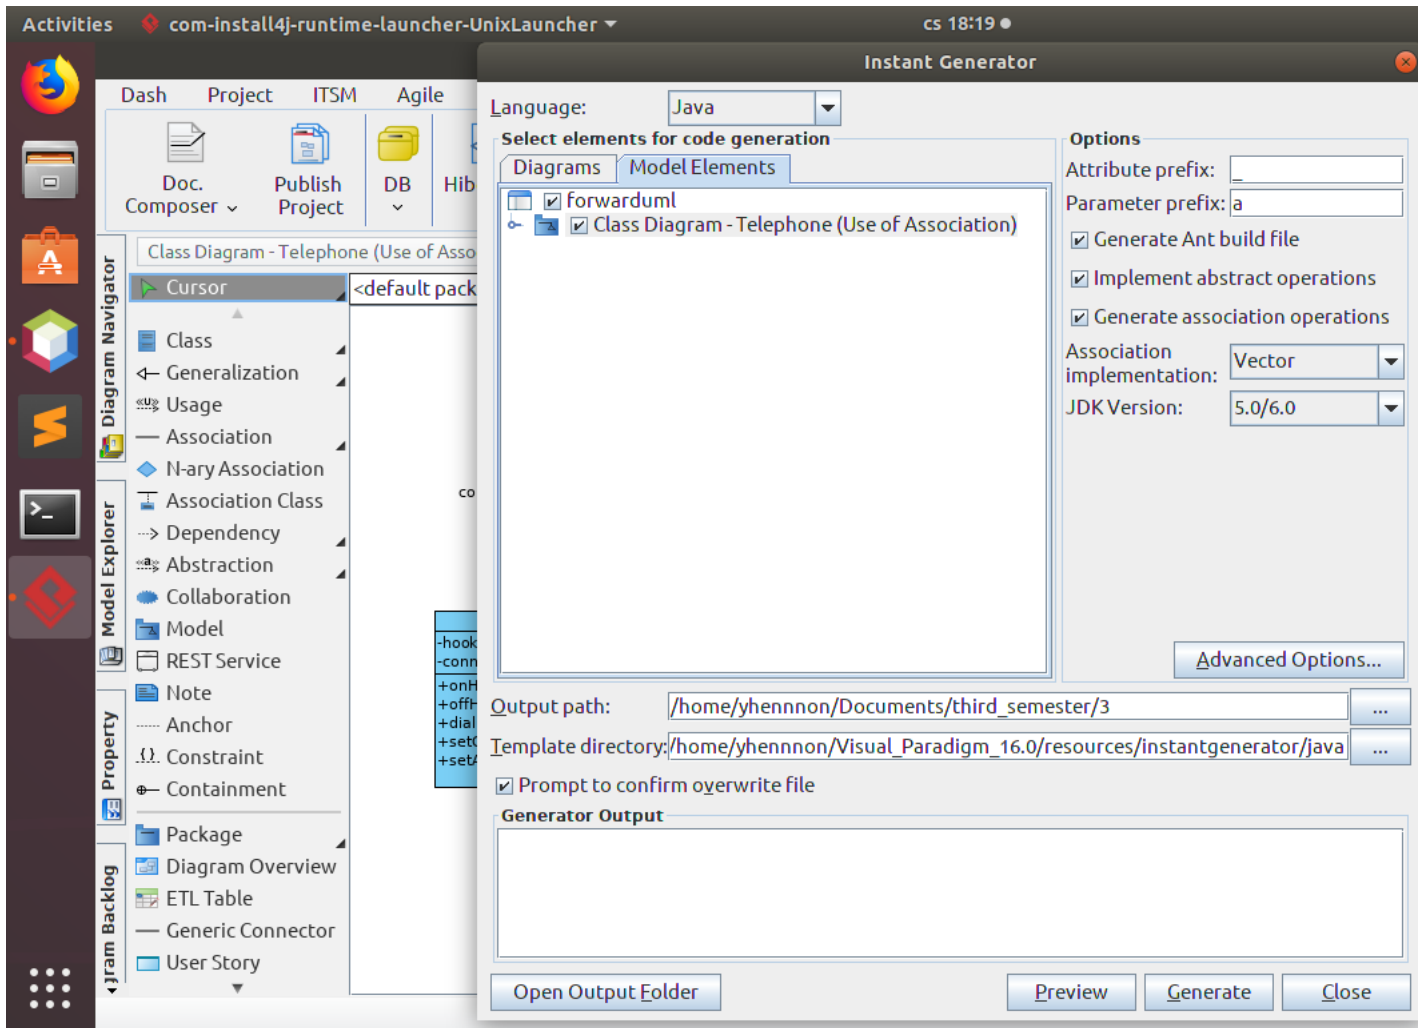 Activities com-install4j-runtime-launcher-UnixLauncher cs 18:19
Instant Generator
Dash Project ITSM Agile
Doc. Composer
Publish Project
DB
Hib
Class Diagram - Telephone (Use of Asso
<default pack
Diagram Navigator
Model Explorer
Property
gram Backlog
Cursor
Class
Generalization
«U» Usage
Association
N-ary Association
Association Class
Dependency
«a» Abstraction
Collaboration
Model
REST Service
Note
Anchor
{} Constraint
Containment
Package
Diagram Overview
ETL Table
Generic Connector
User Story
co
-hook
-conn
+onH
+offH
+dial
+setC
+setA
Language: Java
Select elements for code generation
Diagrams Model Elements
forwarduml
Class Diagram - Telephone (Use of Association)
Options
Attribute prefix: _
Parameter prefix: a
Generate Ant build file
Implement abstract operations
Generate association operations
Association implementation: Vector
JDK Version: 5.0/6.0
Advanced Options...
Output path: /home/yhennnon/Documents/third_semester/3 ...
Template directory: /home/yhennnon/Visual_Paradigm_16.0/resources/instantgenerator/java ...
Prompt to confirm overwrite file
Generator Output
Open Output Folder Preview Generate Close